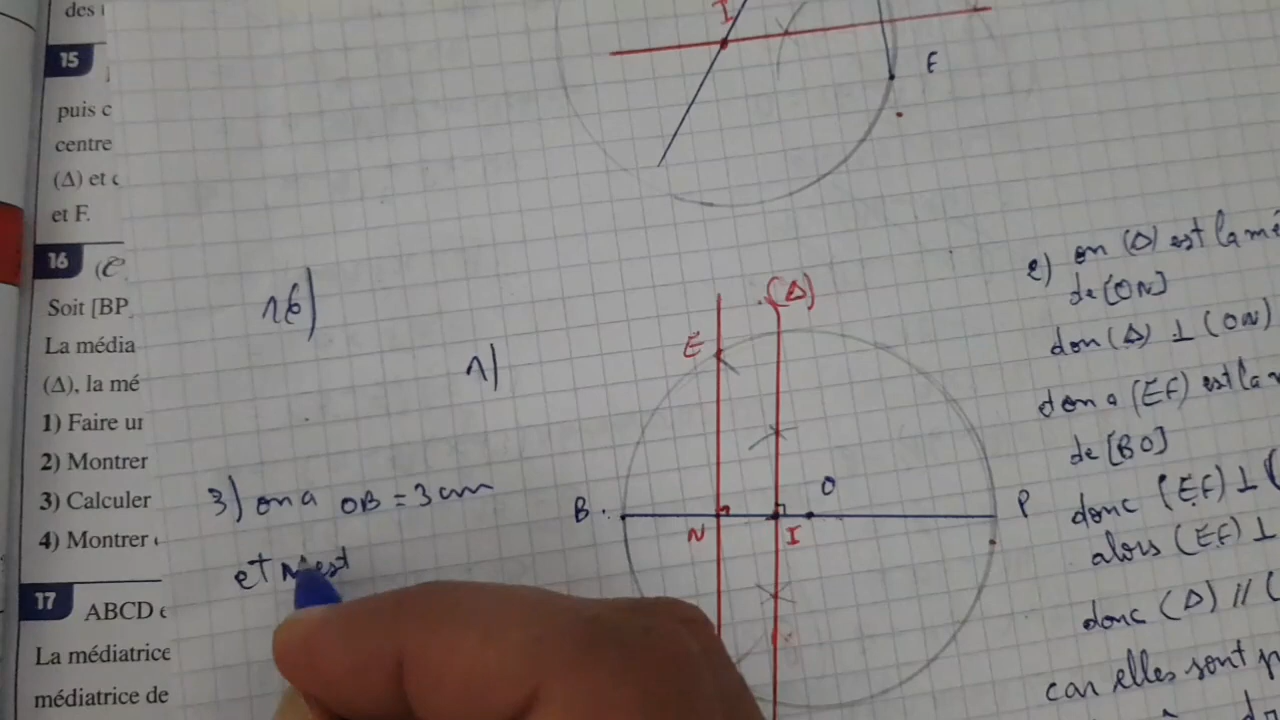 des
15
puis c
centre
(Δ) et c
et F.
16
(C
Soit [BP
La média
(Δ), la mé
1) Faire ur
2) Montrer
3) Calculer
4) Montrer
17
ABCD
La médiatrice
médiatrice de
I
E
16)
1)
(Δ)
E
B
N
I
O
P
3) on a OB = 3 cm
et N est
2) on (Δ) est la mé
de [ON]
don (Δ) ⊥ (ON)
(EF) est la
de [BO]
donc (EF) ⊥ (
alors (EF) ⊥
donc (Δ) // (
car elles sont p